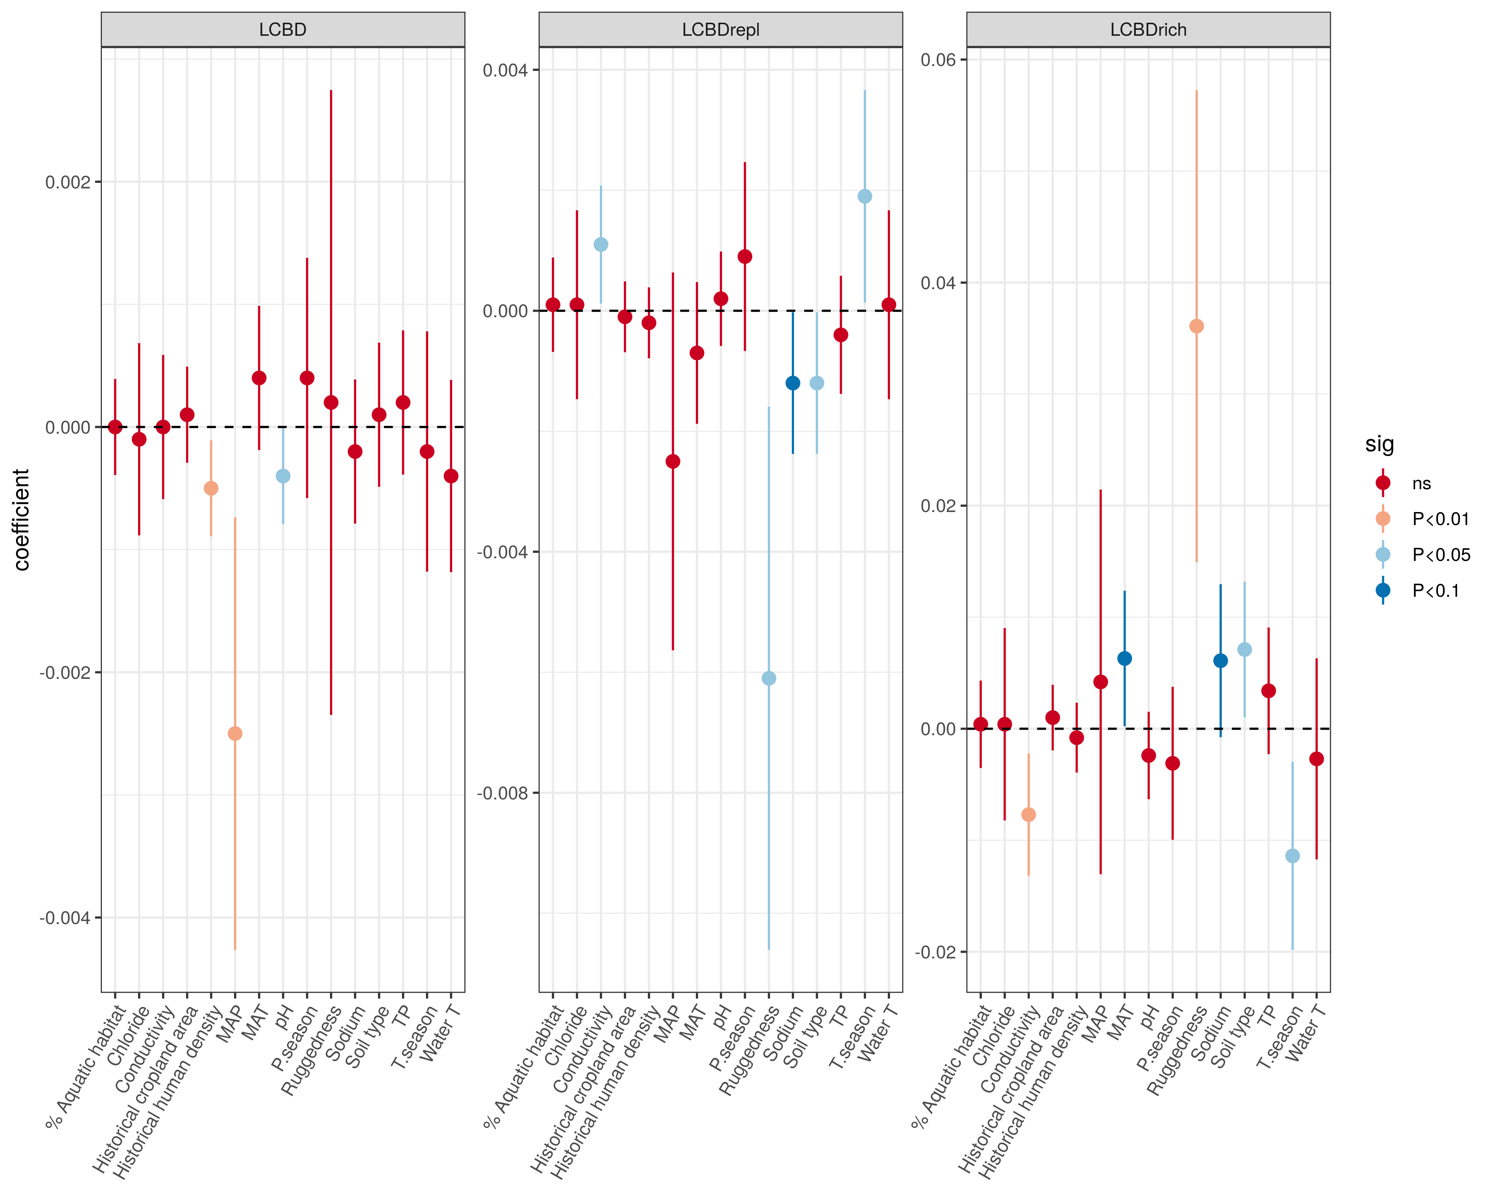 LCBD
LCBDrepl
LCBDrich
coefficient
0.002
0.000
-0.002
-0.004
0.004
0.000
-0.004
-0.008
0.06
0.04
0.02
0.00
-0.02
% Aquatic habitat
Chloride
Conductivity
Historical cropland area
Historical human density
MAP
MAT
pH
P.season
Ruggedness
Sodium
Soil type
TP
T.season
Water T
% Aquatic habitat
Chloride
Conductivity
Historical cropland area
Historical human density
MAP
MAT
pH
P.season
Ruggedness
Sodium
Soil type
TP
T.season
Water T
% Aquatic habitat
Chloride
Conductivity
Historical cropland area
Historical human density
MAP
MAT
pH
P.season
Ruggedness
Sodium
Soil type
TP
T.season
Water T
sig
ns
P<0.01
P<0.05
P<0.1